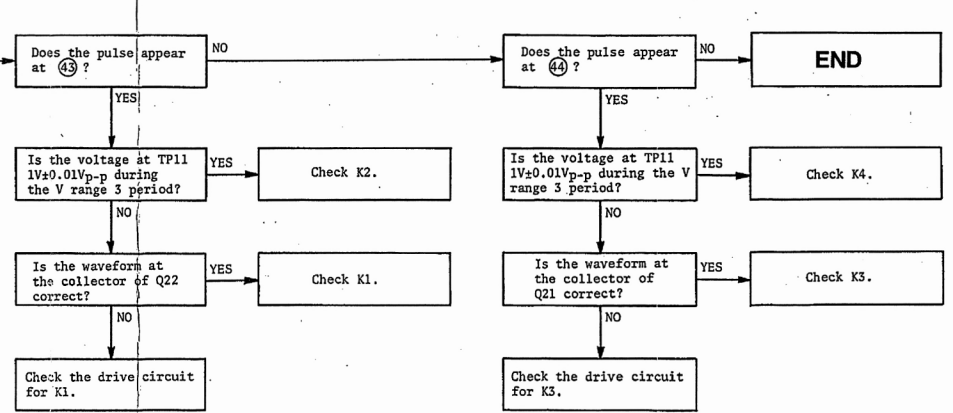 Does the pulse appear
at 43 ?
NO
YES
Is the voltage at TP11
1V±0.01Vp-p during
the V range 3 period?
YES
Check K2.
NO
Is the waveform at
the collector of Q22
correct?
YES
Check K1.
NO
Check the drive circuit
for K1.
Does the pulse appear
at 44 ?
NO
END
YES
Is the voltage at TP11
1V±0.01Vp-p during the V
range 3 period?
YES
Check K4.
NO
Is the waveform at
the collector of
Q21 correct?
YES
Check K3.
NO
Check the drive circuit
for K3.